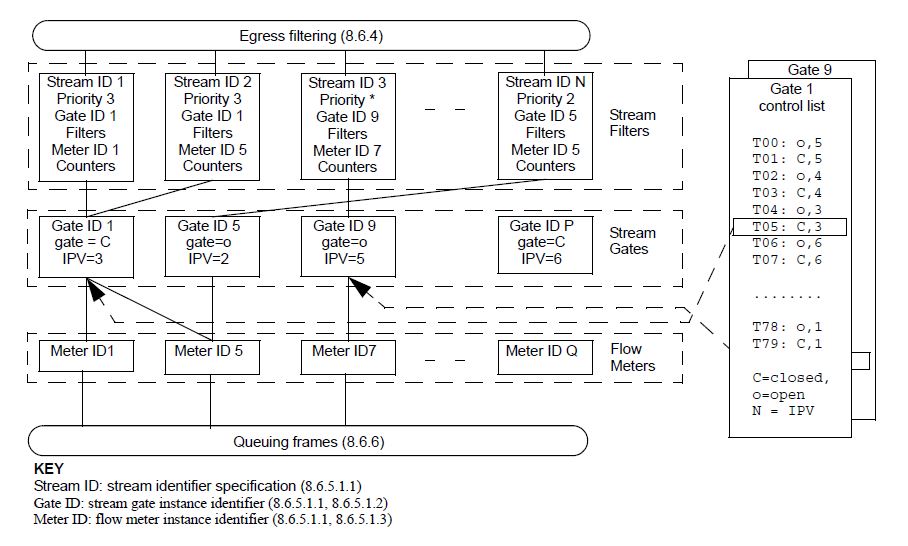 Egress filtering (8.6.4)
Stream ID 1
Priority 3
Gate ID 1
Filters
Meter ID 1
Counters
Stream ID 2
Priority 3
Gate ID 1
Filters
Meter ID 5
Counters
Stream ID 3
Priority *
Gate ID 9
Filters
Meter ID 7
Counters
Stream ID N
Priority 2
Gate ID 5
Filters
Meter ID 5
Counters
Stream
Filters
Gate ID 1
gate = C
IPV=3
Gate ID 5
gate=o
IPV=2
Gate ID 9
gate=o
IPV=5
Gate ID P
gate=C
IPV=6
Stream
Gates
Meter ID1
Meter ID 5
Meter ID7
Meter ID Q
Flow
Meters
Queuing frames (8.6.6)
Gate 9
Gate 1
control list
T00: o,5
T01: C,5
T02: o,4
T03: C,4
T04: o,3
T05: C,3
T06: o,6
T07: C,6
........
T78: o,1
T79: C,1
C=closed,
o=open
N = IPV
KEY
Stream ID: stream identifier specification (8.6.5.1.1)
Gate ID: stream gate instance identifier (8.6.5.1.1, 8.6.5.1.2)
Meter ID: flow meter instance identifier (8.6.5.1.1, 8.6.5.1.3)